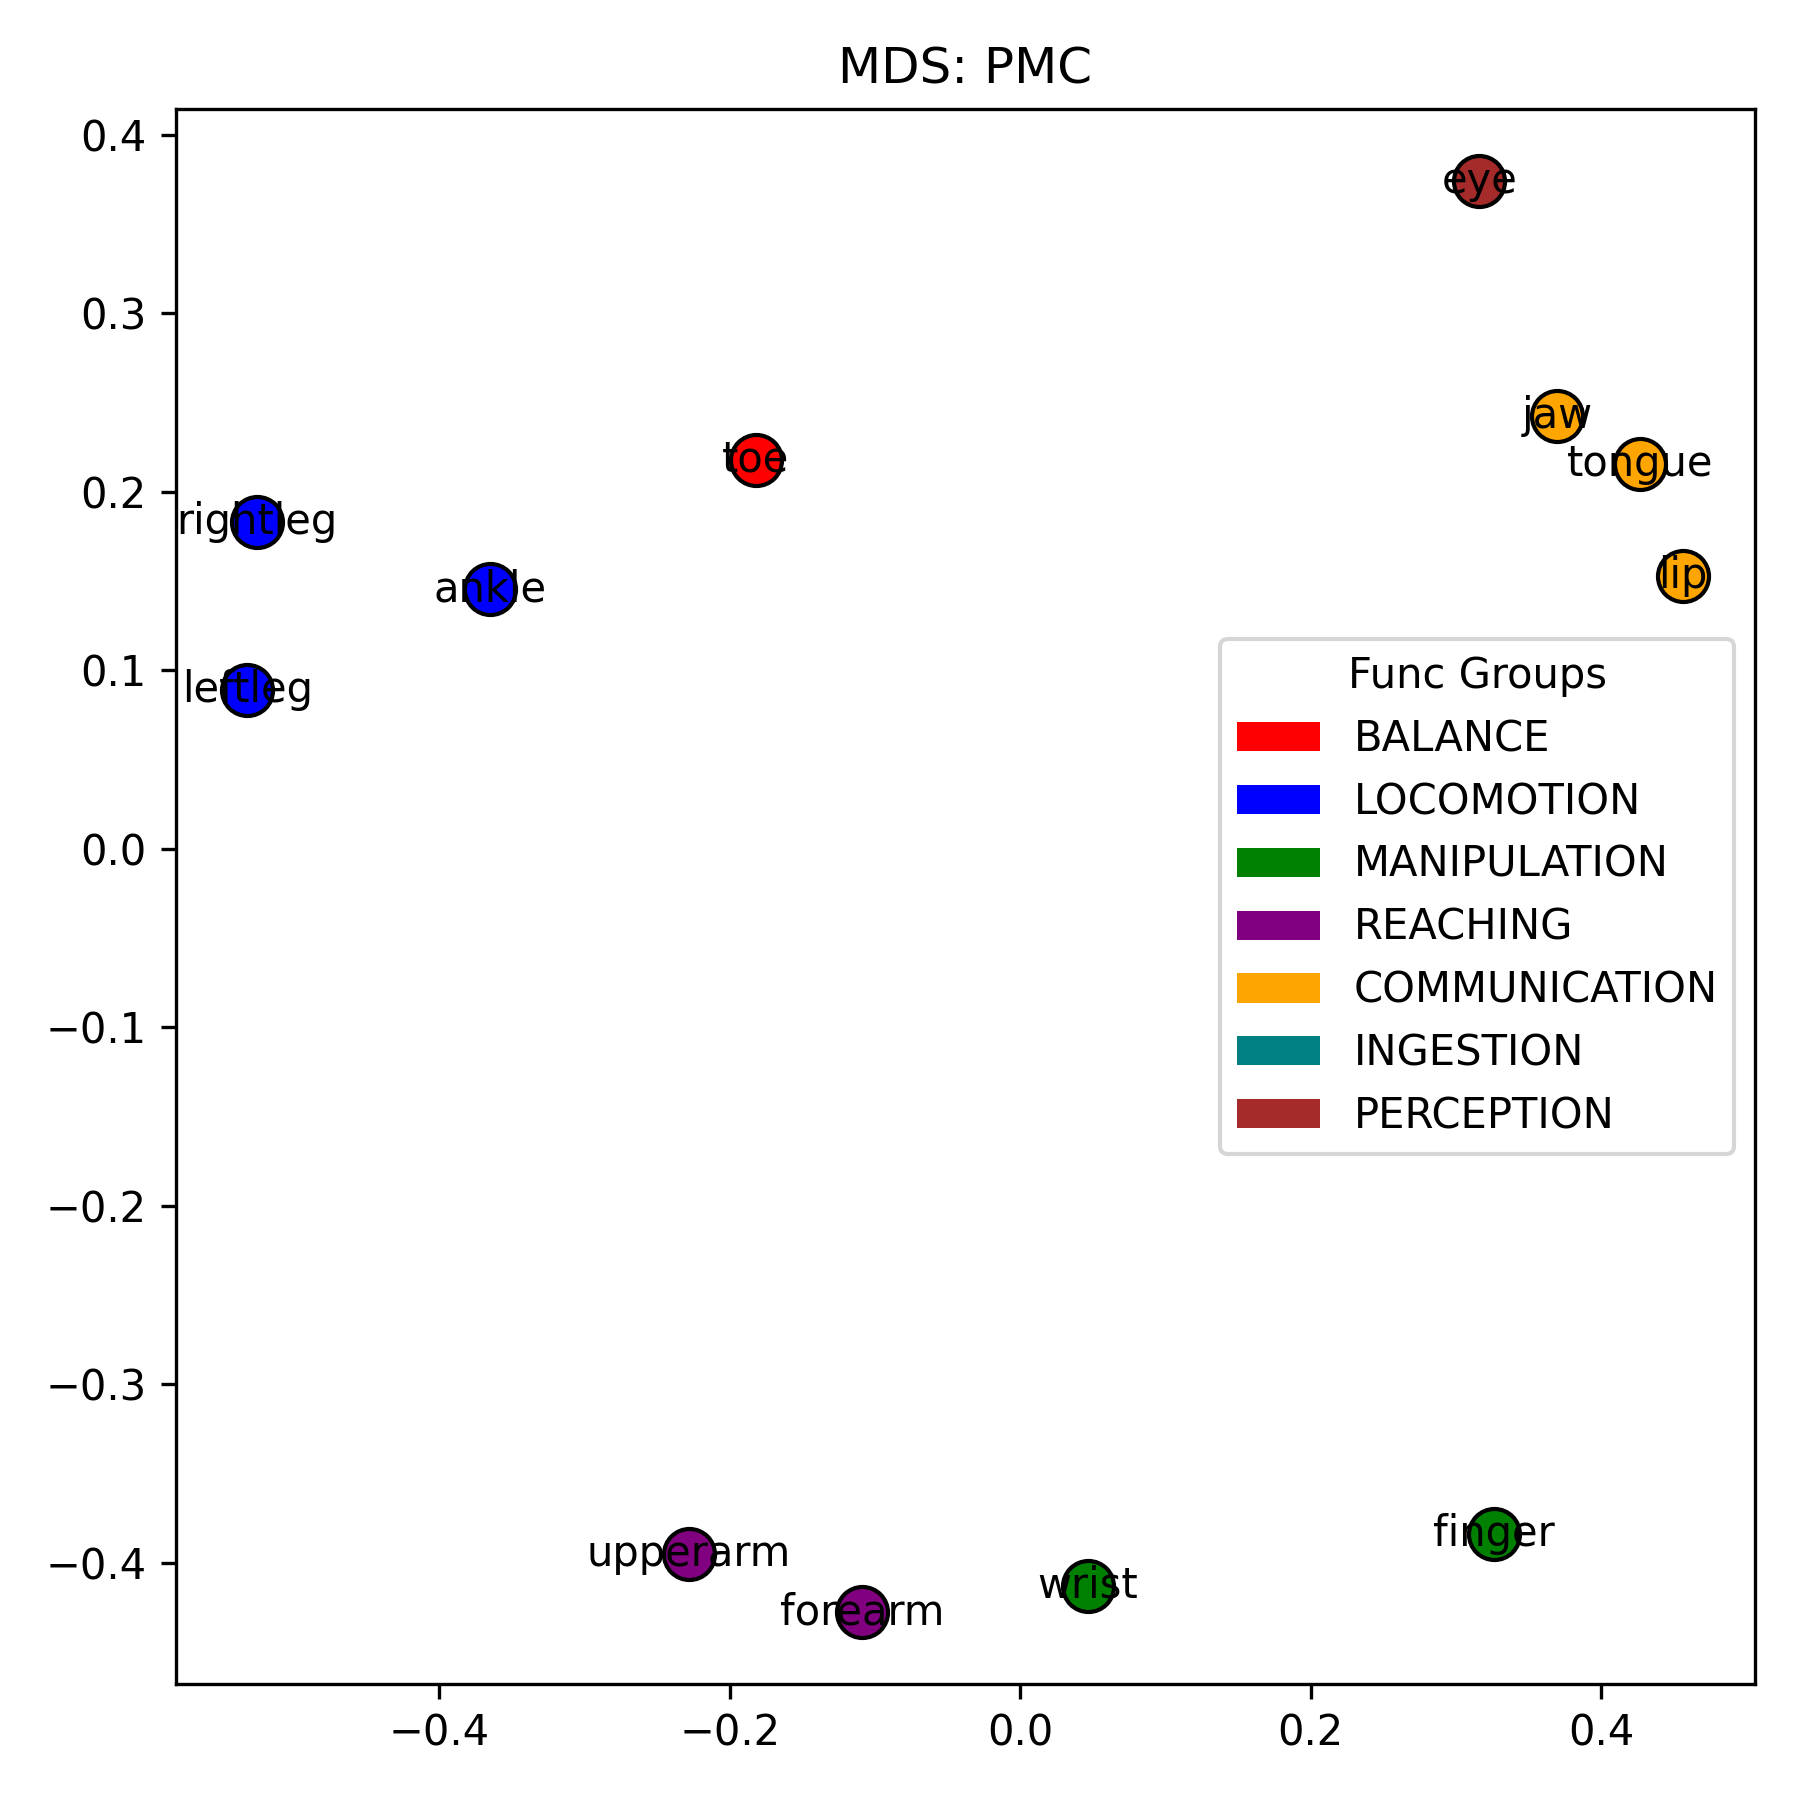 MDS: PMC
0.4
0.3
0.2
0.1
0.0
−0.1
−0.2
−0.3
−0.4
eye
jaw
tongue
toe
rightleg
lip
ankle
leftleg
Func Groups
BALANCE
LOCOMOTION
MANIPULATION
REACHING
COMMUNICATION
INGESTION
PERCEPTION
finger
upperarm
wrist
forearm
−0.4
−0.2
0.0
0.2
0.4